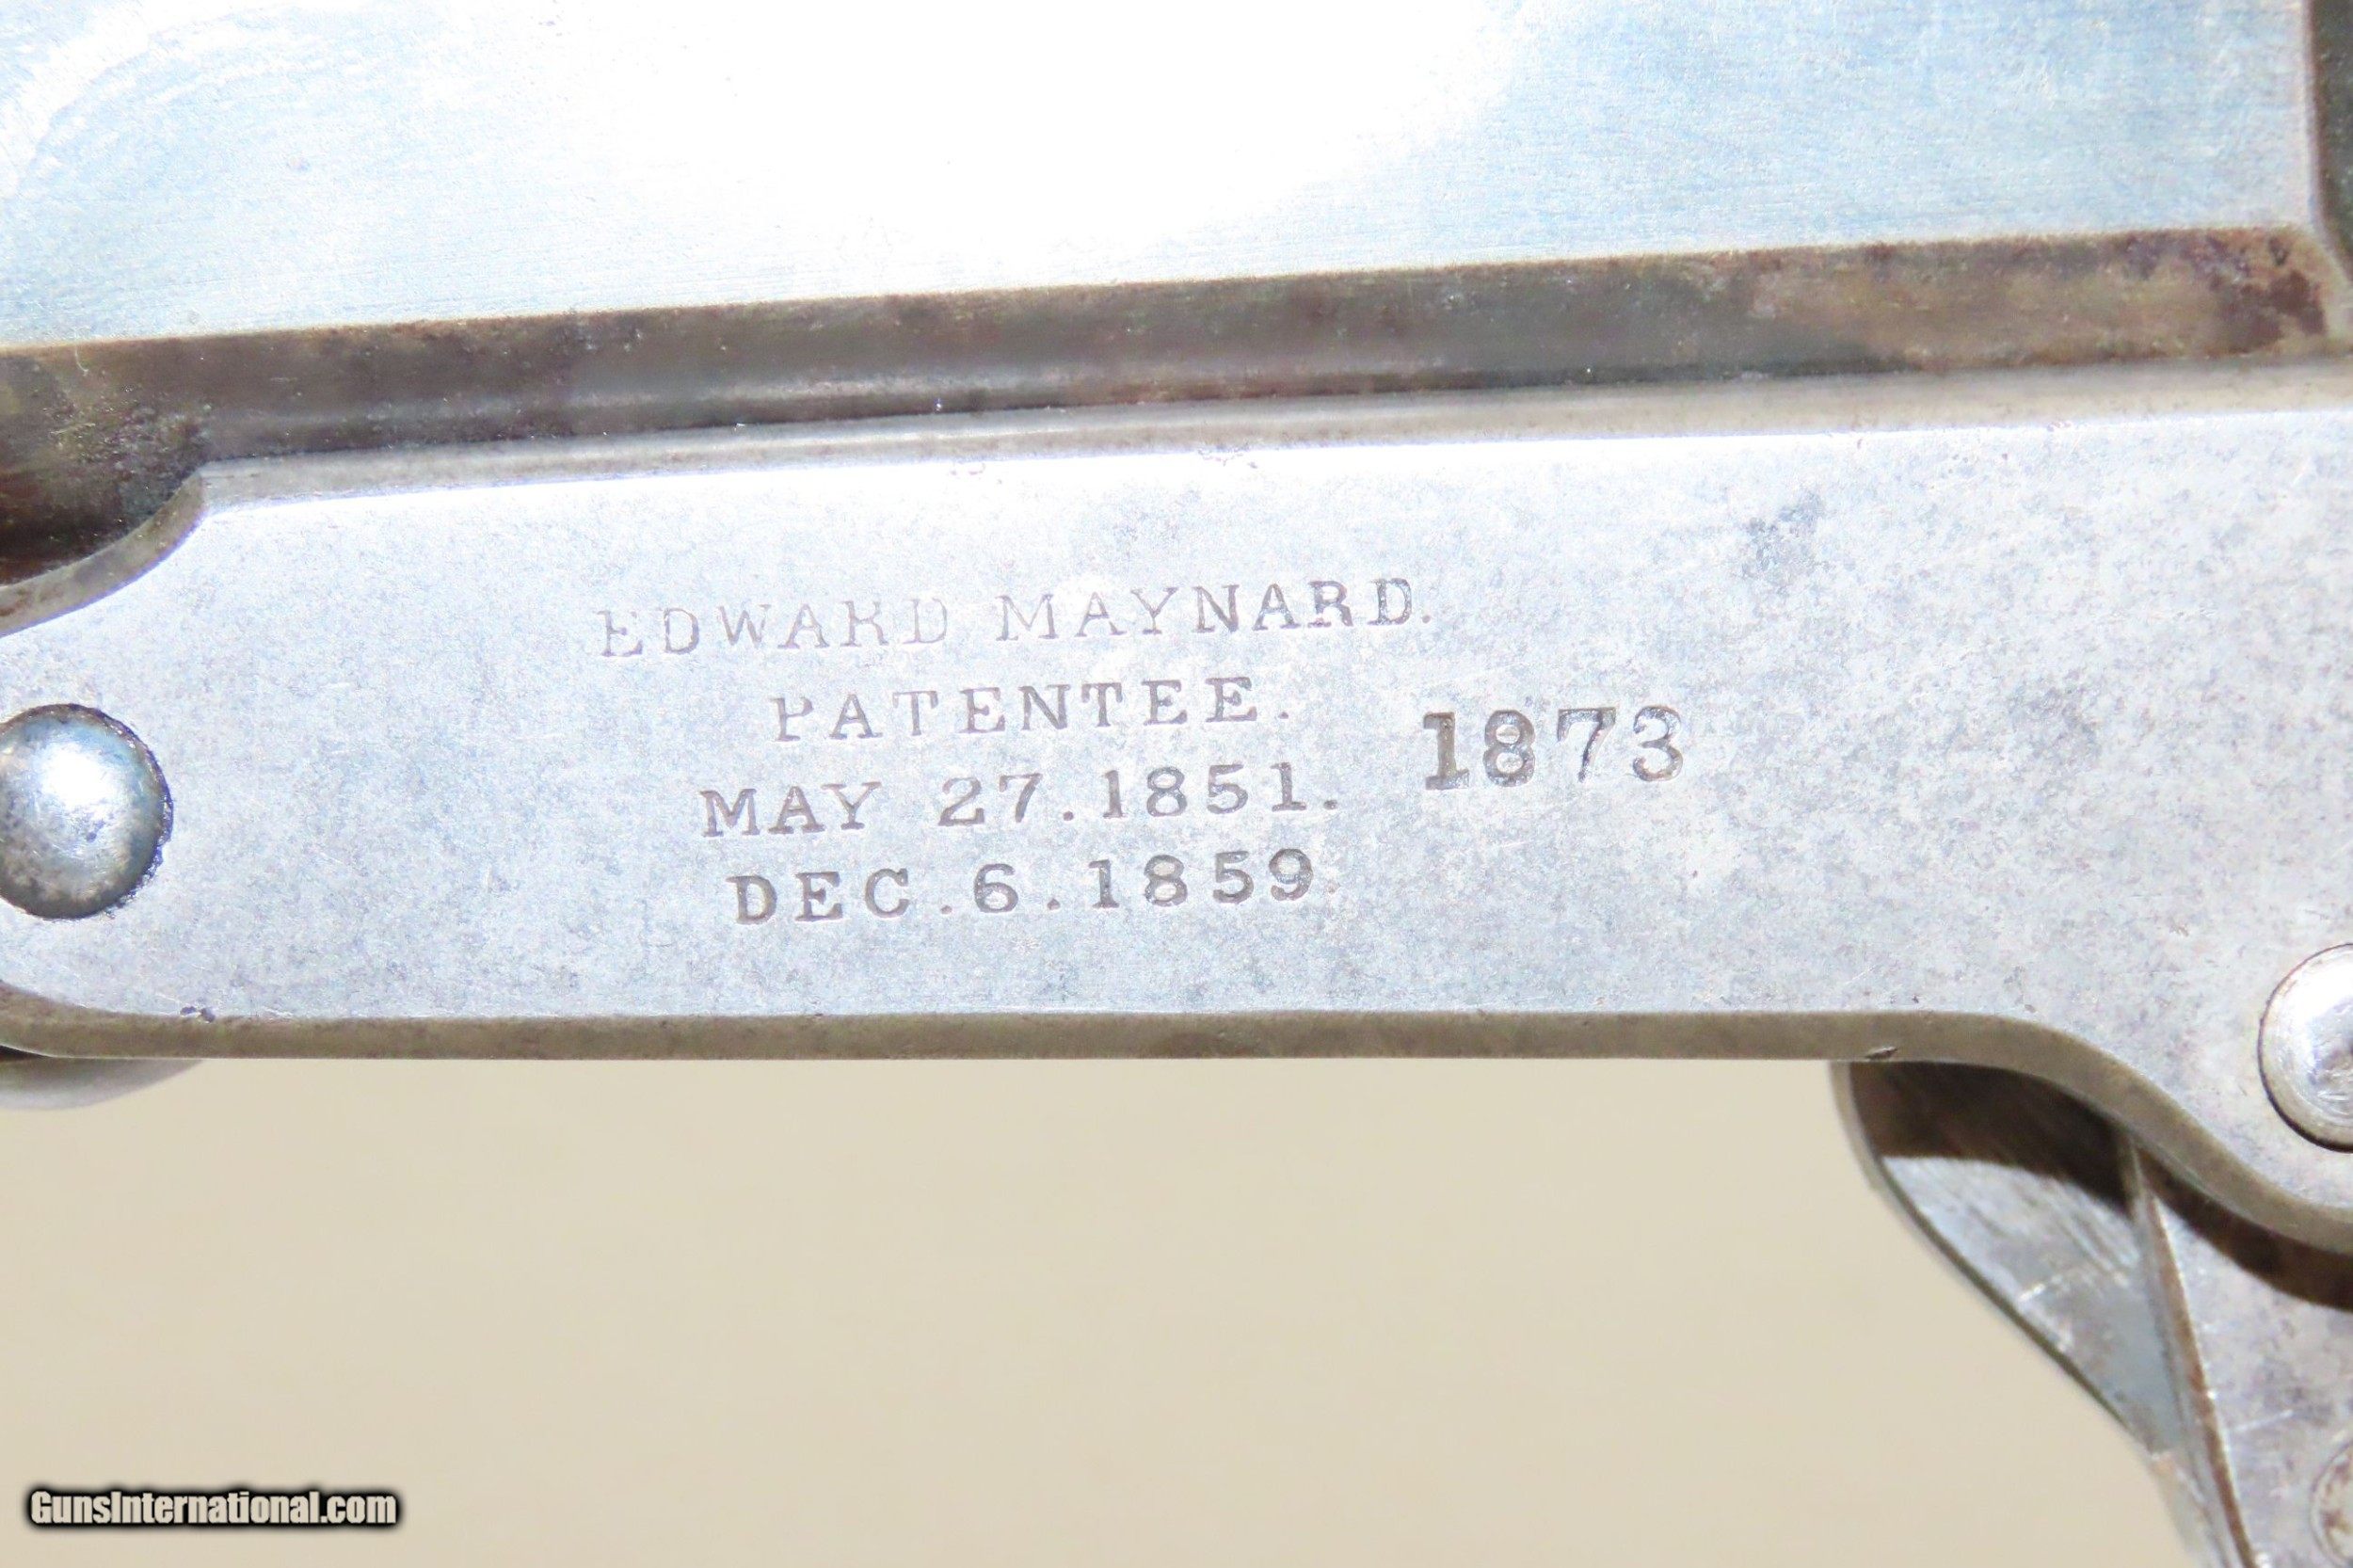 EDWARD MAYNARD.
PATENTEE.
MAY 27.1851.
DEC.6.1859.
1873
GunsInternational.com